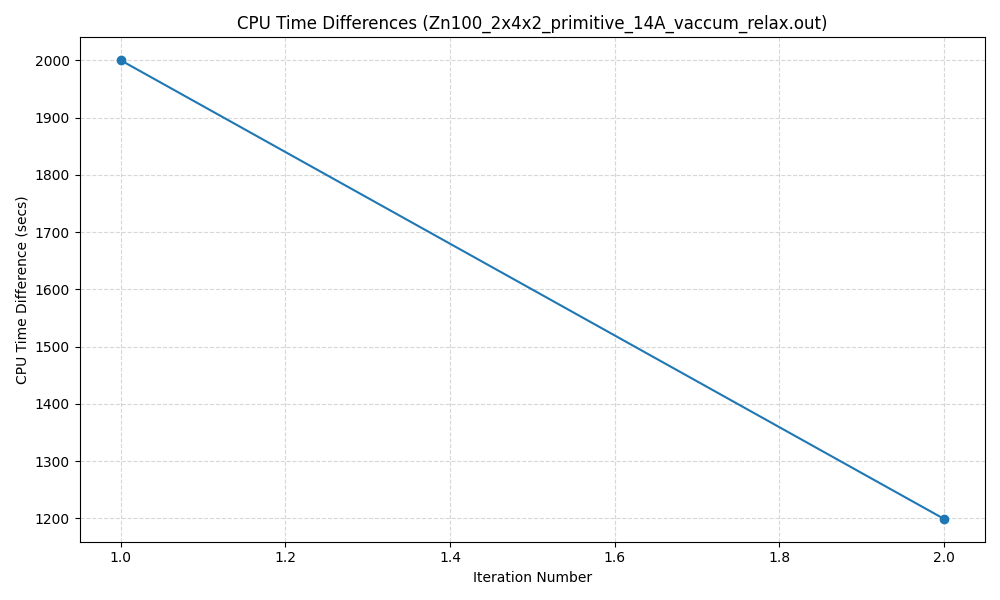 CPU Time Differences (Zn100_2x4x2_primitive_14A_vaccum_relax.out)
CPU Time Difference (secs)
2000
1900
1800
1700
1600
1500
1400
1300
1200
1.0 1.2 1.4 1.6 1.8 2.0
Iteration Number